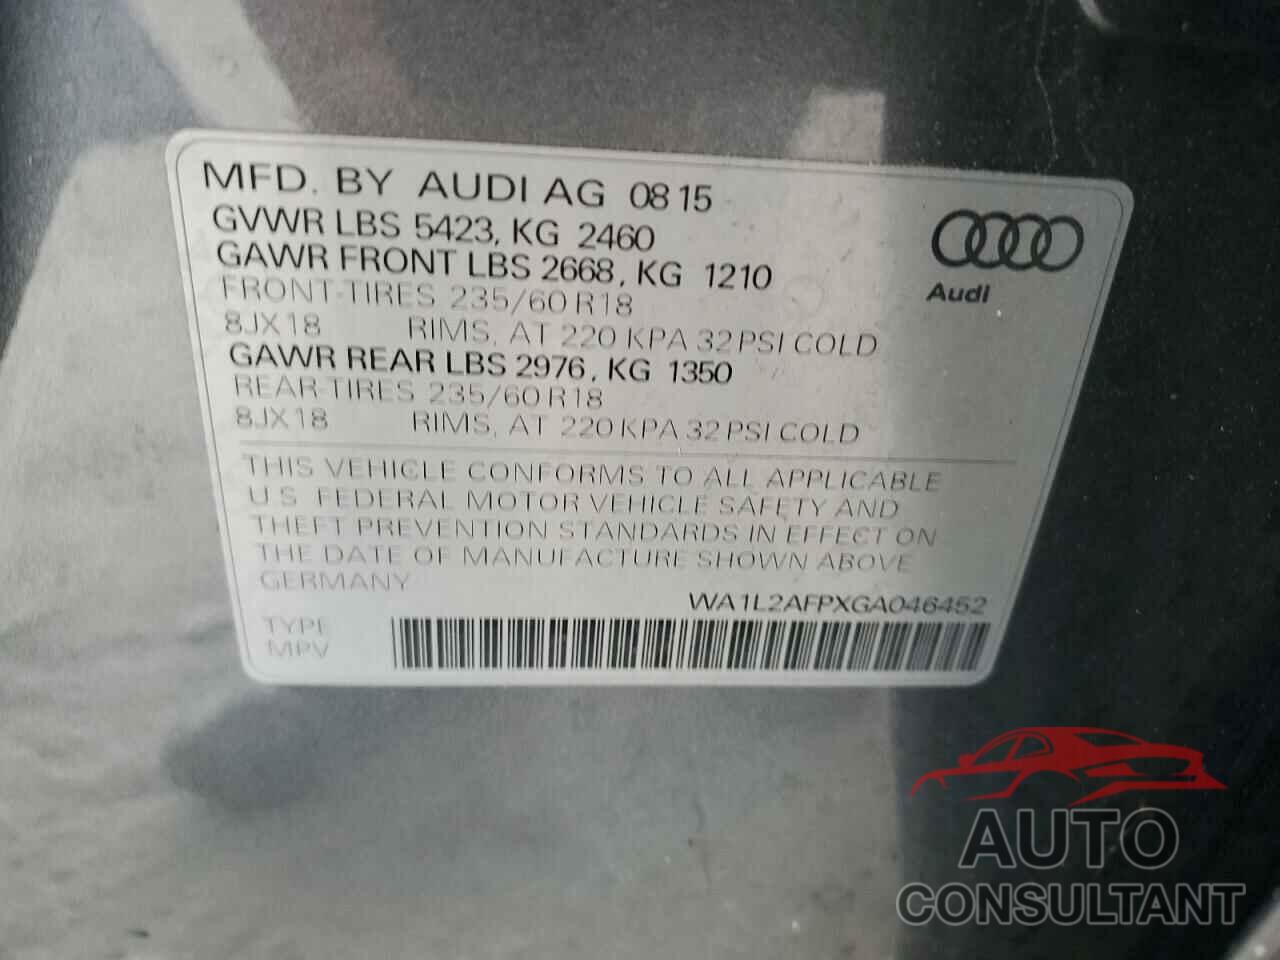 MFD. BY AUDI AG 0815
GVWR LBS 5423, KG 2460
GAWR FRONT LBS 2668, KG 1210
FRONT-TIRES 235/60 R18
8JX18 RIMS, AT 220 KPA 32 PSI COLD
GAWR REAR LBS 2976, KG 1350
REAR-TIRES 235/60 R18
8JX18 RIMS, AT 220 KPA 32 PSI COLD
Audi
THIS VEHICLE CONFORMS TO ALL APPLICABLE
U.S. FEDERAL MOTOR VEHICLE SAFETY AND
THEFT PREVENTION STANDARDS IN EFFECT ON
THE DATE OF MANUFACTURE SHOWN ABOVE
GERMANY
WA1L2AFPXGA046452
TYPE
MPV
AUTO
CONSULTANT